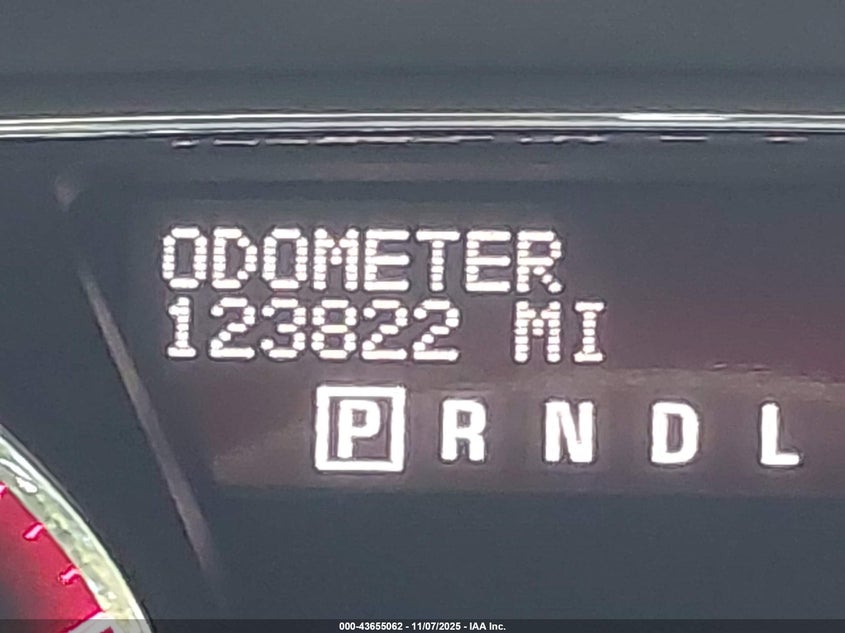 ODOMETER
123822 MI
P R N D L
000-43655062 - 11/07/2025 - IAA Inc.